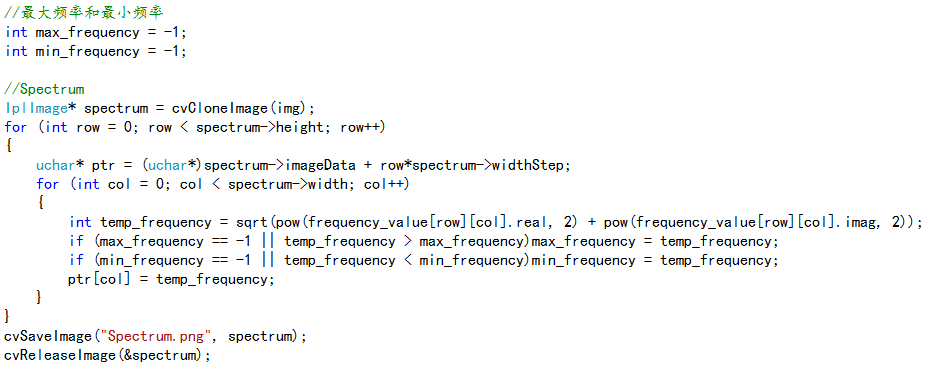 //最大频率和最小频率
int max_frequency = -1;
int min_frequency = -1;

//Spectrum
IplImage* spectrum = cvCloneImage(img);
for (int row = 0; row < spectrum->height; row++)
{
    uchar* ptr = (uchar*)spectrum->imageData + row*spectrum->widthStep;
    for (int col = 0; col < spectrum->width; col++)
    {
        int temp_frequency = sqrt(pow(frequency_value[row][col].real, 2) + pow(frequency_value[row][col].imag, 2));
        if (max_frequency == -1 || temp_frequency > max_frequency)max_frequency = temp_frequency;
        if (min_frequency == -1 || temp_frequency < min_frequency)min_frequency = temp_frequency;
        ptr[col] = temp_frequency;
    }
}
cvSaveImage("Spectrum.png", spectrum);
cvReleaseImage(&spectrum);